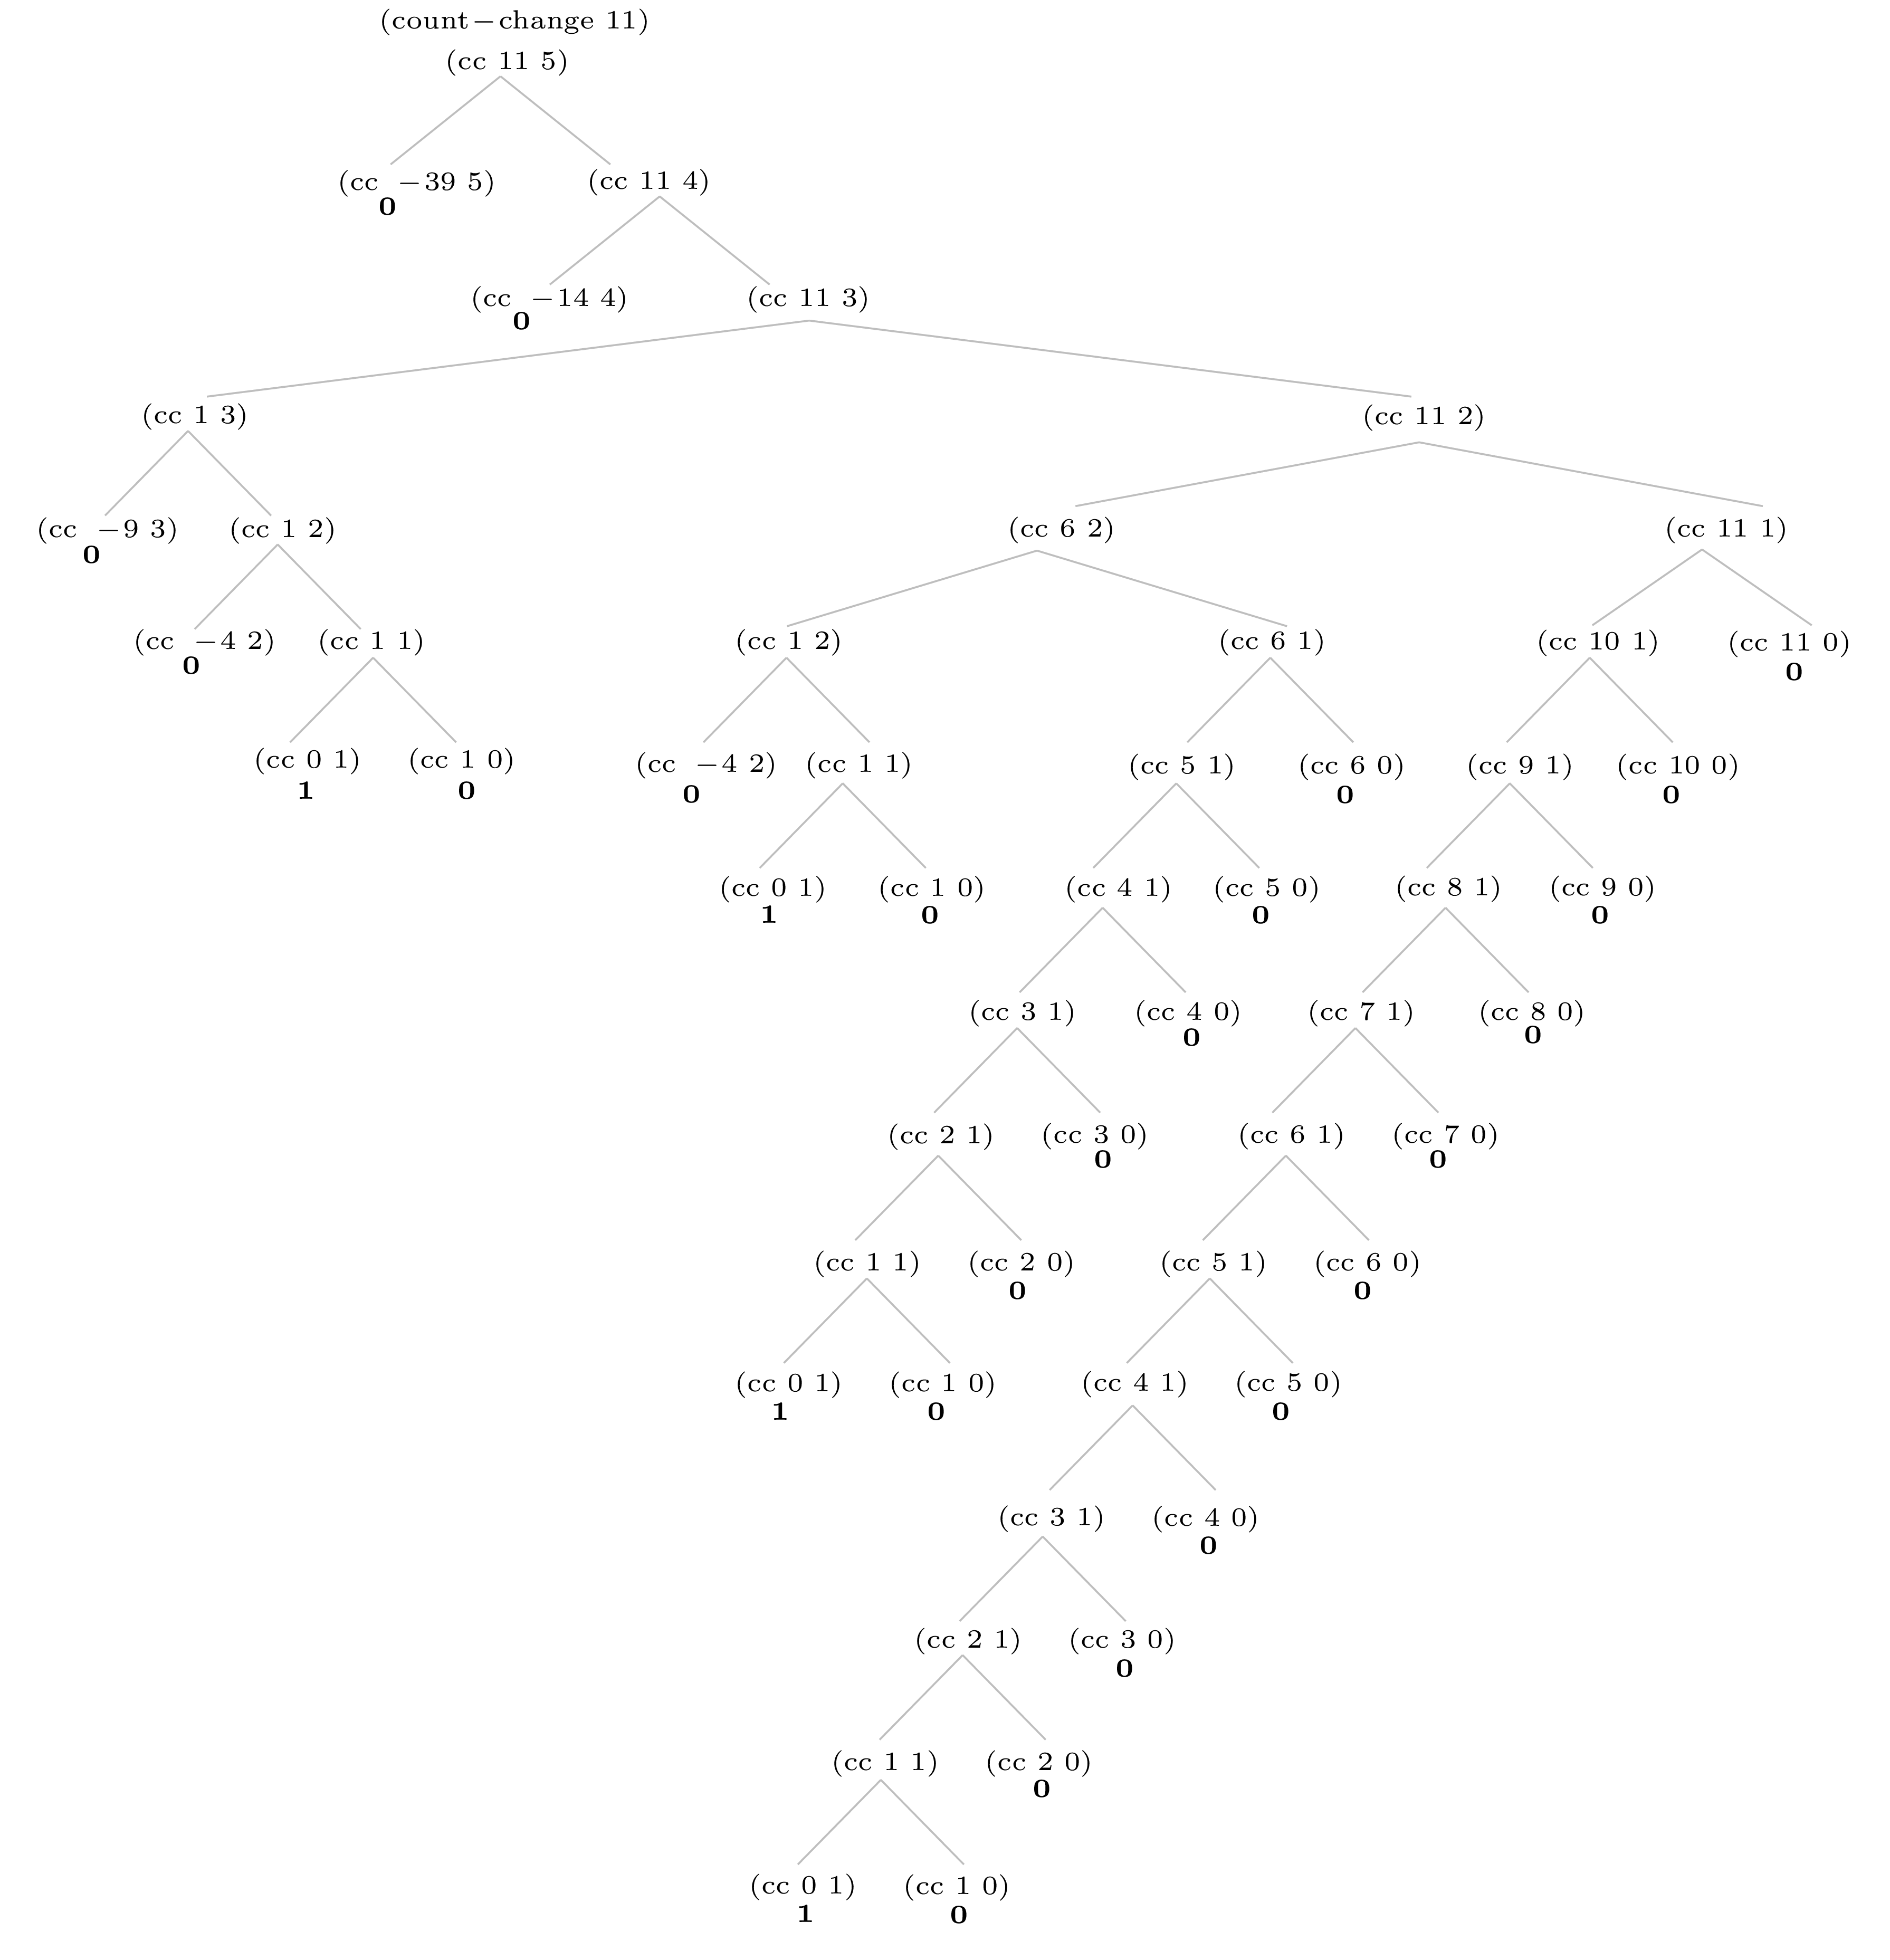 (count−change 11)
(cc 11 5)
(cc −39 5) (cc 11 4)
0
(cc −14 4) (cc 11 3)
0
(cc 1 3) (cc 11 2)
(cc −9 3) (cc 1 2) (cc 6 2) (cc 11 1)
0
(cc −4 2) (cc 1 1) (cc 1 2) (cc 6 1) (cc 10 1) (cc 11 0)
0 0
(cc 0 1) (cc 1 0) (cc −4 2) (cc 1 1) (cc 5 1) (cc 6 0) (cc 9 1) (cc 10 0)
1 0 0 0 0
(cc 0 1) (cc 1 0) (cc 4 1) (cc 5 0) (cc 8 1) (cc 9 0)
1 0 0 0
(cc 3 1) (cc 4 0) (cc 7 1) (cc 8 0)
0 0
(cc 2 1) (cc 3 0) (cc 6 1) (cc 7 0)
0 0
(cc 1 1) (cc 2 0) (cc 5 1) (cc 6 0)
0 0
(cc 0 1) (cc 1 0) (cc 4 1) (cc 5 0)
1 0 0
(cc 3 1) (cc 4 0)
0
(cc 2 1) (cc 3 0)
0
(cc 1 1) (cc 2 0)
0
(cc 0 1) (cc 1 0)
1 0